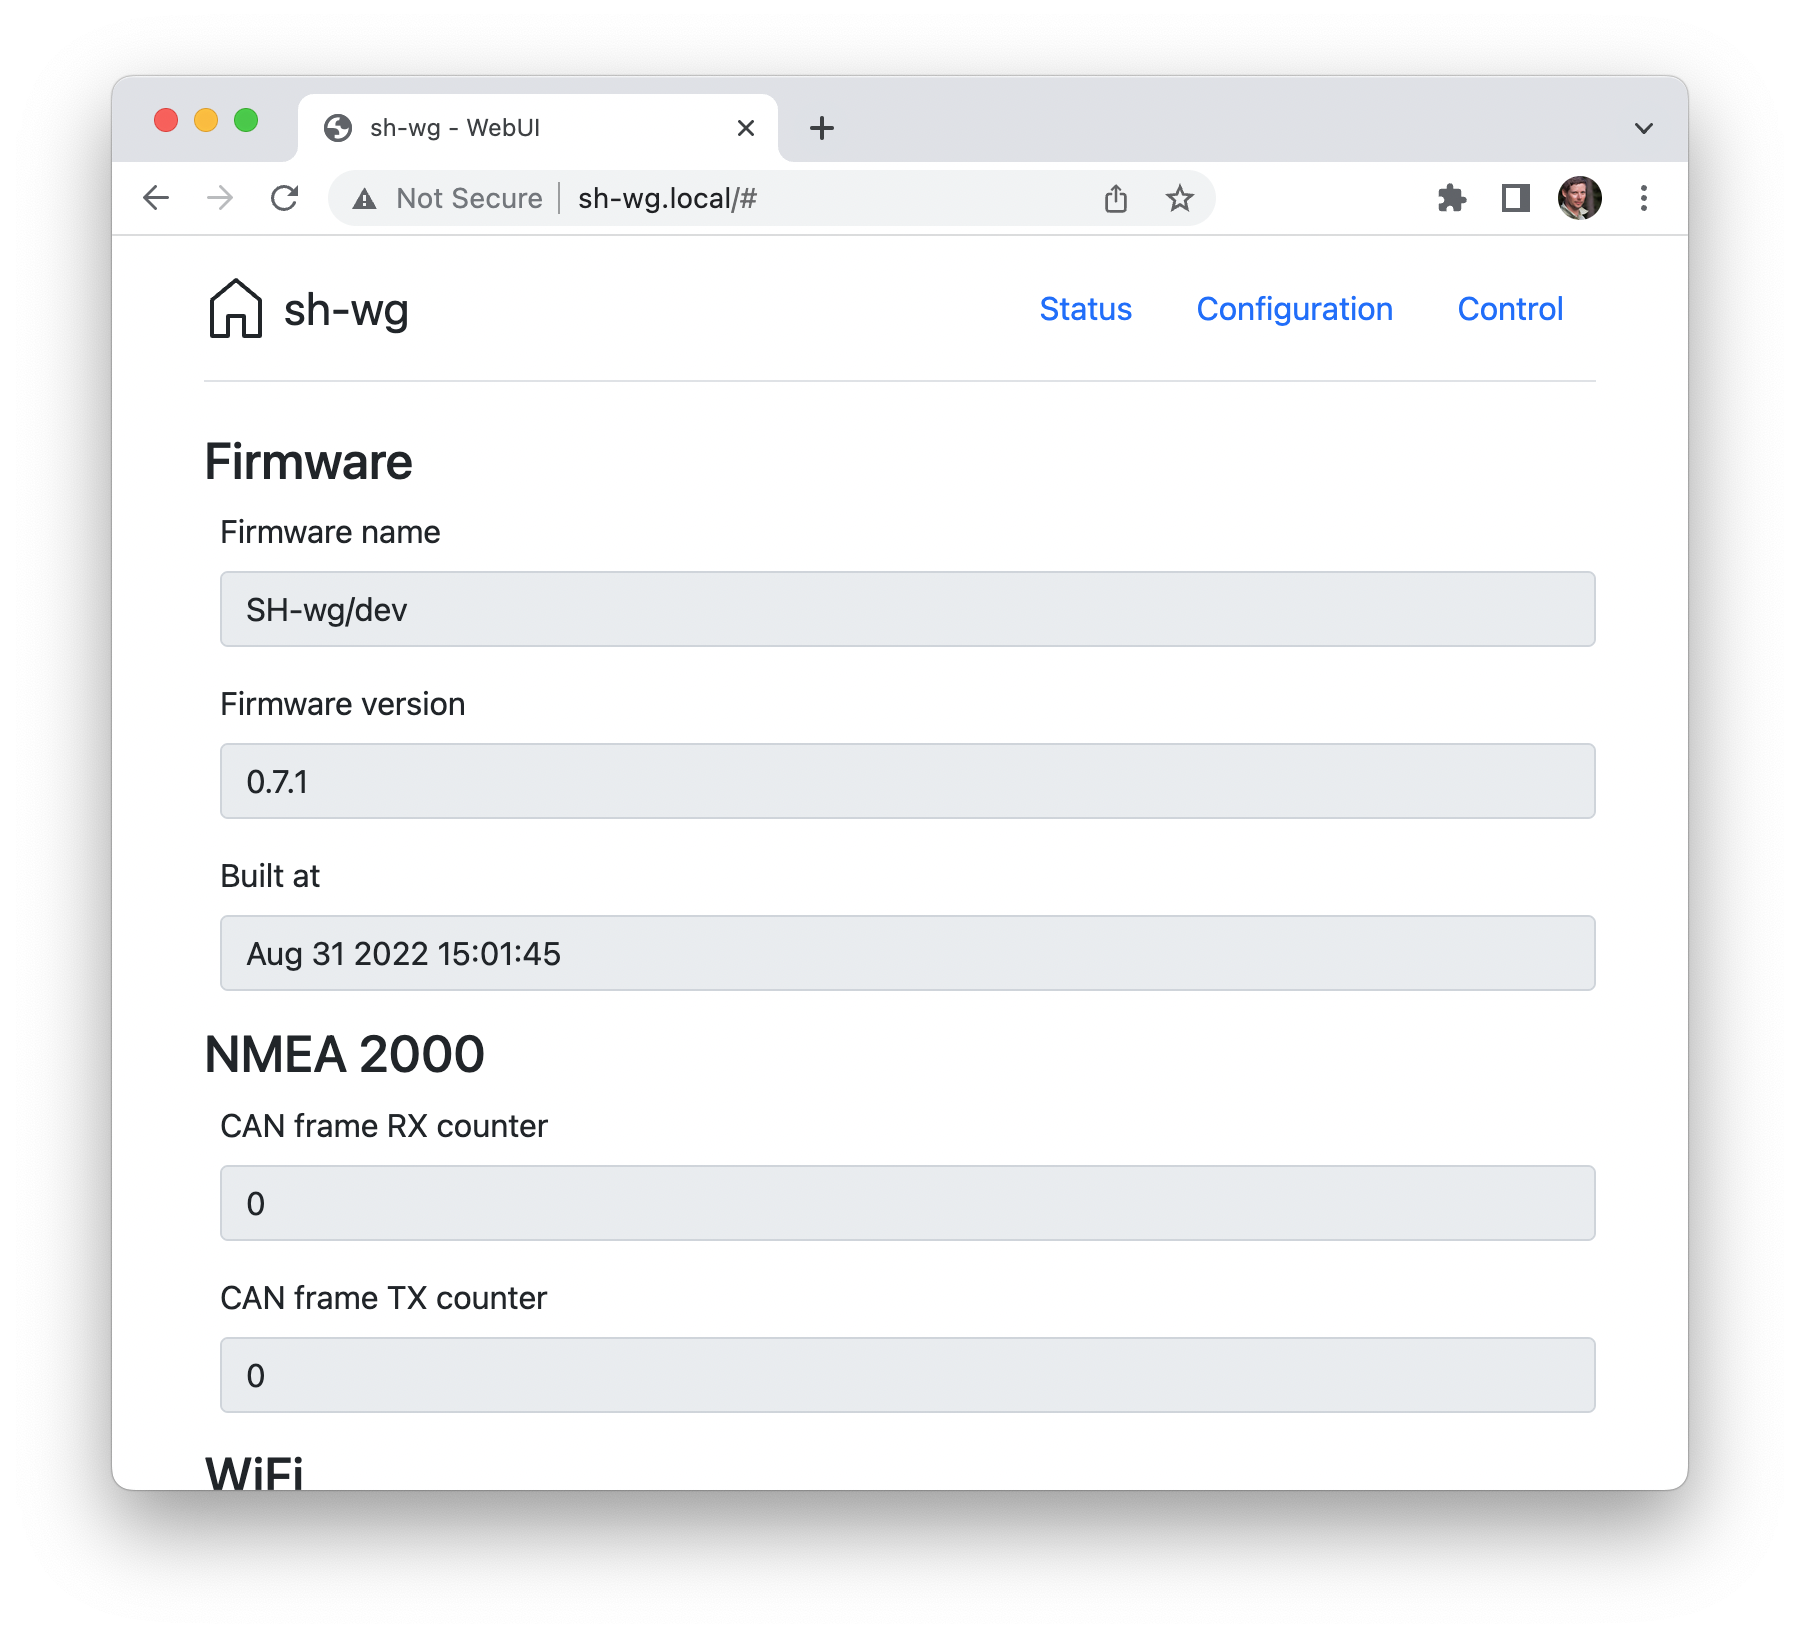 sh-wg - WebUI
Not Secure sh-wg.local/#
sh-wg Status Configuration Control
Firmware
Firmware name
SH-wg/dev
Firmware version
0.7.1
Built at
Aug 31 2022 15:01:45
NMEA 2000
CAN frame RX counter
0
CAN frame TX counter
0
WiFi